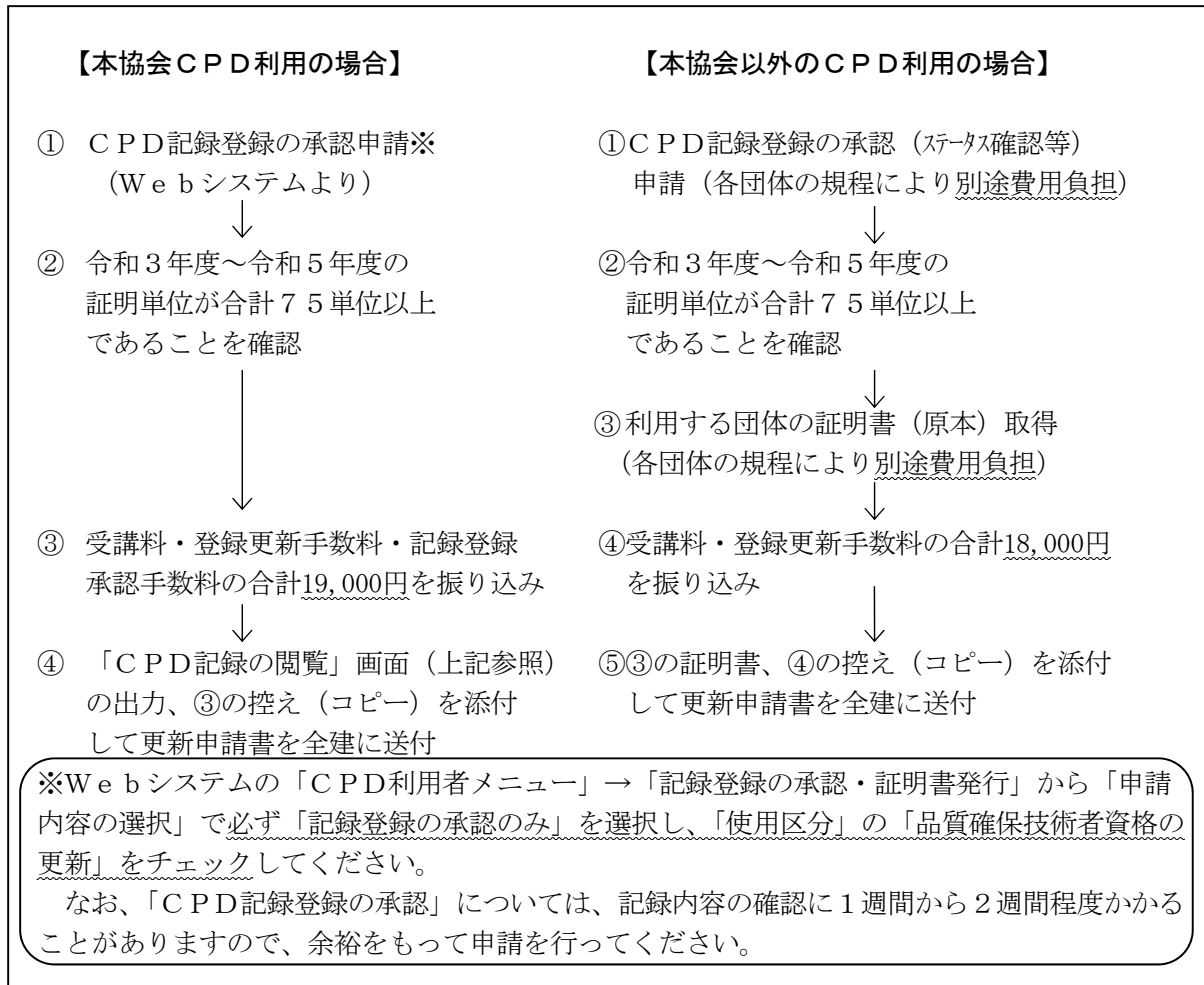 【本協会ＣＰＤ利用の場合】
① ＣＰＤ記録登録の承認申請※
（Ｗｅｂシステムより）
② 令和３年度～令和５年度の
証明単位が合計７５単位以上
であることを確認
③ 受講料・登録更新手数料・記録登録
承認手数料の合計19,000円を振り込み
④ 「ＣＰＤ記録の閲覧」画面（上記参照）
の出力、③の控え（コピー）を添付
して更新申請書を全建に送付
【本協会以外のＣＰＤ利用の場合】
①ＣＰＤ記録登録の承認（ｽﾃｰﾀｽ確認等）
申請（各団体の規程により別途費用負担）
②令和３年度～令和５年度の
証明単位が合計７５単位以上
であることを確認
③利用する団体の証明書（原本）取得
（各団体の規程により別途費用負担）
④受講料・登録更新手数料の合計18,000円
を振り込み
⑤③の証明書、④の控え（コピー）を添付
して更新申請書を全建に送付
※Ｗｅｂシステムの「ＣＰＤ利用者メニュー」→「記録登録の承認・証明書発行」から「申請
内容の選択」で必ず「記録登録の承認のみ」を選択し、「使用区分」の「品質確保技術者資格の
更新」をチェックしてください。
なお、「ＣＰＤ記録登録の承認」については、記録内容の確認に１週間から２週間程度かかる
ことがありますので、余裕をもって申請を行ってください。